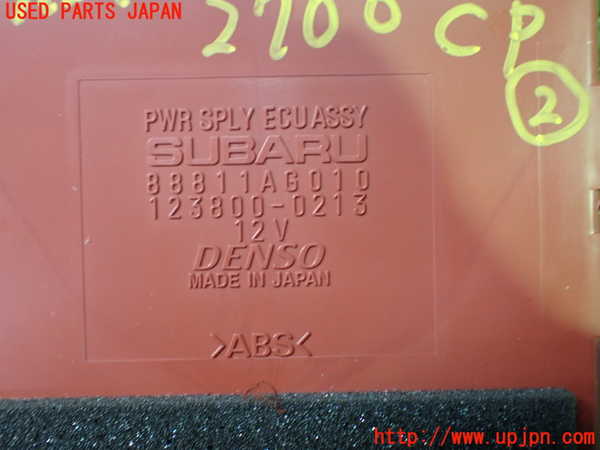 USED PARTS JAPAN
2700 CP
2
PWR SPLY ECU ASSY
SUBARU
88811AG010
123800-0213
12V
DENSO
MADE IN JAPAN
>ABS<
http://www.upjpn.com/